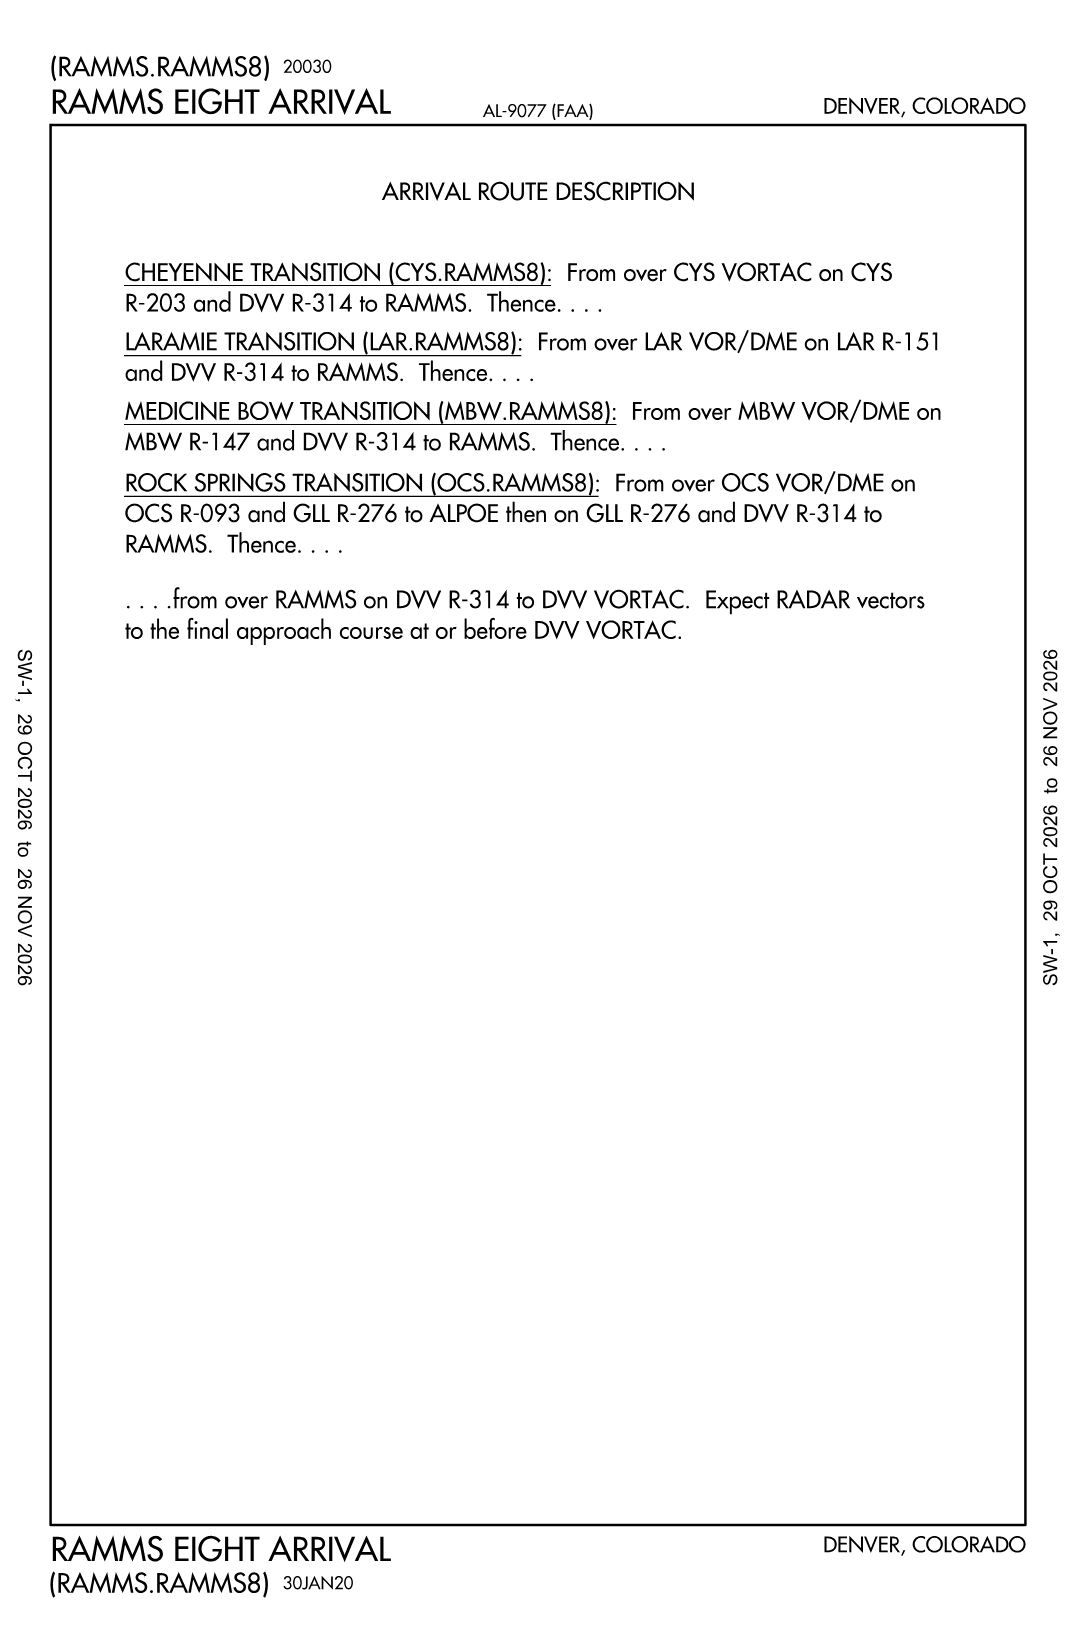 (RAMMS.RAMMS8) 20030
RAMMS EIGHT ARRIVAL
AL-9077 (FAA)
DENVER, COLORADO
ARRIVAL ROUTE DESCRIPTION
CHEYENNE TRANSITION (CYS.RAMMS8): From over CYS VORTAC on CYS
R-203 and DVV R-314 to RAMMS. Thence. . . .
LARAMIE TRANSITION (LAR.RAMMS8): From over LAR VOR/DME on LAR R-151
and DVV R-314 to RAMMS. Thence. . . .
MEDICINE BOW TRANSITION (MBW.RAMMS8): From over MBW VOR/DME on
MBW R-147 and DVV R-314 to RAMMS. Thence. . . .
ROCK SPRINGS TRANSITION (OCS.RAMMS8): From over OCS VOR/DME on
OCS R-093 and GLL R-276 to ALPOE then on GLL R-276 and DVV R-314 to
RAMMS. Thence. . . .
. . . .from over RAMMS on DVV R-314 to DVV VORTAC. Expect RADAR vectors
to the final approach course at or before DVV VORTAC.
SW-1, 29 OCT 2026 to 26 NOV 2026
SW-1, 29 OCT 2026 to 26 NOV 2026
RAMMS EIGHT ARRIVAL
(RAMMS.RAMMS8) 30JAN20
DENVER, COLORADO